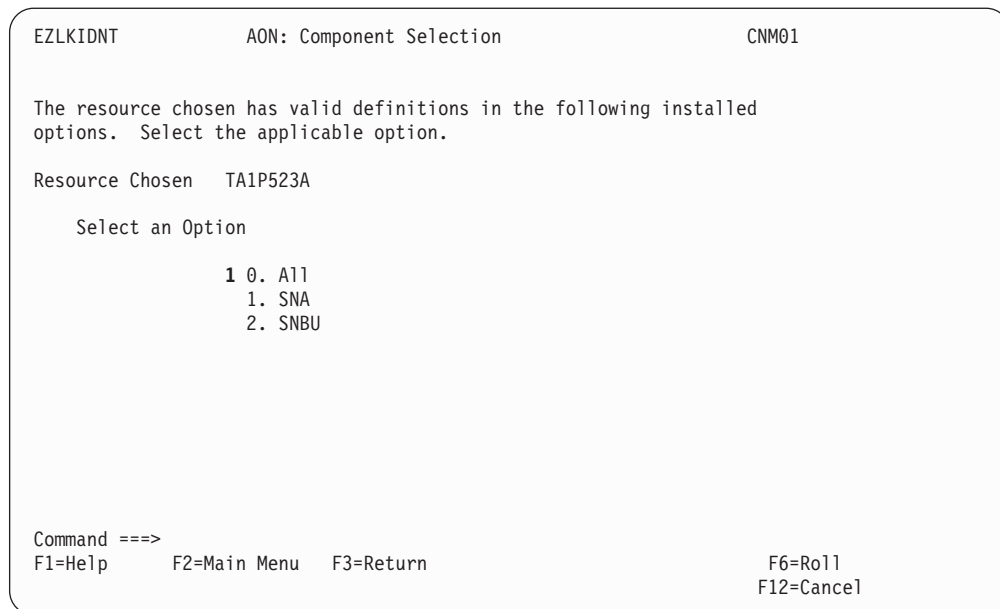 EZLKIDNT AON: Component Selection CNM01
The resource chosen has valid definitions in the following installed
options. Select the applicable option.
Resource Chosen TA1P523A
Select an Option
1 0. All
1. SNA
2. SNBU
Command ===>
F1=Help F2=Main Menu F3=Return F6=Roll
F12=Cancel